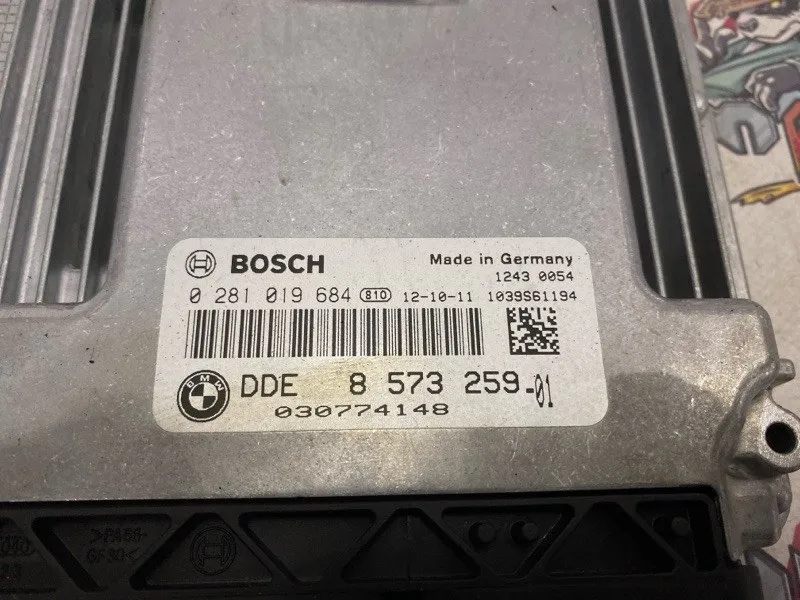 BOSCH Made in Germany
1243 0054
0 281 019 684 810 12-10-11 1039S61194
BMW DDE 8 573 259-01
030774148